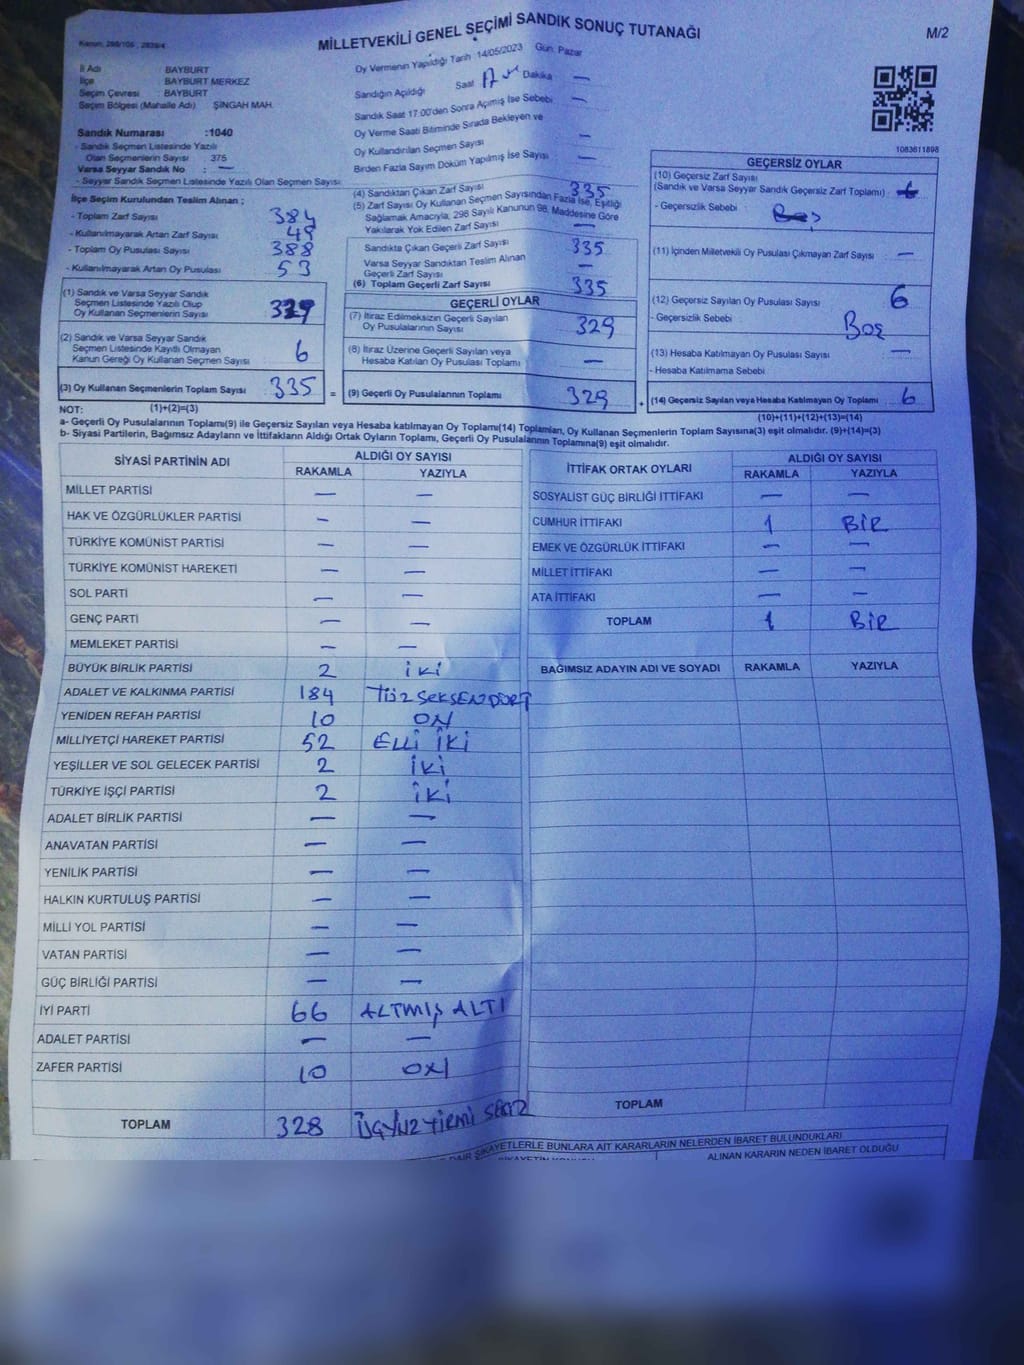 Kanun: 298/105 , 2839/4
MİLLETVEKİLİ GENEL SEÇİMİ SANDIK SONUÇ TUTANAĞI
M/2
İl Adı : BAYBURT
İlçe : BAYBURT MERKEZ
Seçim Çevresi : BAYBURT
Seçim Bölgesi (Mahalle Adı) : ŞİNGAH MAH.
Sandık Numarası :1040
- Sandık Seçmen Listesinde Yazılı
Olan Seçmenlerin Sayısı : 375
Varsa Seyyar Sandık No : —
- Seyyar Sandık Seçmen Listesinde Yazılı Olan Seçmen Sayısı
İlçe Seçim Kurulundan Teslim Alınan ;
- Toplam Zarf Sayısı 384
- Kullanılmayarak Artan Zarf Sayısı 49
- Toplam Oy Pusulası Sayısı 388
- Kullanılmayarak Artan Oy Pusulası 53
(1) Sandık ve Varsa Seyyar Sandık
Seçmen Listesinde Yazılı Olup
Oy Kullanan Seçmenlerin Sayısı 329
(2) Sandık ve Varsa Seyyar Sandık
Seçmen Listesinde Kayıtlı Olmayan
Kanun Gereği Oy Kullanan Seçmen Sayısı 6
(3) Oy Kullanan Seçmenlerin Toplam Sayısı 335 =
Oy Vermenin Yapıldığı Tarih 14/05/2023 Gün: Pazar
Sandığın Açıldığı Saat Dakika —
Sandık Saat 17:00'den Sonra Açımış İse Sebebi —
Oy Verme Saati Bitiminde Sırada Bekleyen ve
Oy Kullandırılan Seçmen Sayısı —
Birden Fazla Sayım Döküm Yapılmış İse Sayısı —
(4) Sandıktan Çıkan Zarf Sayısı 335
(5) Zarf Sayısı Oy Kullanan Seçmen Sayısından Fazla İse, Eşitliği
Sağlamak Amacıyla, 298 Sayılı Kanunun 98. Maddesine Göre
Yakılarak Yok Edilen Zarf Sayısı —
Sandıkta Çıkan Geçerli Zarf Sayısı 335
Varsa Seyyar Sandıktan Teslim Alınan
Geçerli Zarf Sayısı —
(6) Toplam Geçerli Zarf Sayısı 335
GEÇERLİ OYLAR
(7) İtiraz Edilmeksizin Geçerli Sayılan
Oy Pusulalarının Sayısı 329
(8) İtiraz Üzerine Geçerli Sayılan veya
Hesaba Katılan Oy Pusulası Toplamı —
(9) Geçerli Oy Pusulalarının Toplamı 329 +
1083611898
GEÇERSİZ OYLAR
(10) Geçersiz Zarf Sayısı
(Sandık ve Varsa Seyyar Sandık Geçersiz Zarf Toplamı) 6
- Geçersizlik Sebebi Boş
(11) İçinden Milletvekili Oy Pusulası Çıkmayan Zarf Sayısı —
(12) Geçersiz Sayılan Oy Pusulası Sayısı 6
- Geçersizlik Sebebi Boş
(13) Hesaba Katılmayan Oy Pusulası Sayısı —
- Hesaba Katılmama Sebebi
(14) Geçersiz Sayılan veya Hesaba Katılmayan Oy Toplamı 6
NOT: (1)+(2)=(3) (10)+(11)+(12)+(13)=(14)
a- Geçerli Oy Pusulalarının Toplamı(9) ile Geçersiz Sayılan veya Hesaba katılmayan Oy Toplamı(14) Toplamları, Oy Kullanan Seçmenlerin Toplam Sayısına(3) eşit olmalıdır. (9)+(14)=(3)
b- Siyasi Partilerin, Bağımsız Adayların ve İttifakların Aldığı Ortak Oyların Toplamı, Geçerli Oy Pusulalarının Toplamına(9) eşit olmalıdır.
SİYASİ PARTİNİN ADI ALDIĞI OY SAYISI
RAKAMLA YAZIYLA
MİLLET PARTİSİ — —
HAK VE ÖZGÜRLÜKLER PARTİSİ — —
TÜRKİYE KOMÜNİST PARTİSİ — —
TÜRKİYE KOMÜNİST HAREKETİ — —
SOL PARTİ — —
GENÇ PARTİ — —
MEMLEKET PARTİSİ — —
BÜYÜK BİRLİK PARTİSİ 2 İKİ
ADALET VE KALKINMA PARTİSİ 184 YÜZ SEKSENDÖRT
YENİDEN REFAH PARTİSİ 10 ON
MİLLİYETÇİ HAREKET PARTİSİ 52 ELLİ İKİ
YEŞİLLER VE SOL GELECEK PARTİSİ 2 İKİ
TÜRKİYE İŞÇİ PARTİSİ 2 İKİ
ADALET BİRLİK PARTİSİ — —
ANAVATAN PARTİSİ — —
YENİLİK PARTİSİ — —
HALKIN KURTULUŞ PARTİSİ — —
MİLLİ YOL PARTİSİ — —
VATAN PARTİSİ — —
GÜÇ BİRLİĞİ PARTİSİ — —
İYİ PARTİ 66 ALTMIŞ ALTI
ADALET PARTİSİ — —
ZAFER PARTİSİ 10 ON
TOPLAM 328 ÜÇYÜZ YİRMİ SEKİZ
İTTİFAK ORTAK OYLARI ALDIĞI OY SAYISI
RAKAMLA YAZIYLA
SOSYALİST GÜÇ BİRLİĞİ İTTİFAKI — —
CUMHUR İTTİFAKI 1 BİR
EMEK VE ÖZGÜRLÜK İTTİFAKI — —
MİLLET İTTİFAKI — —
ATA İTTİFAKI — —
TOPLAM 1 BİR
BAĞIMSIZ ADAYIN ADI VE SOYADI RAKAMLA YAZIYLA
TOPLAM
DAİR ŞİKAYETLERLE BUNLARA AİT KARARLARIN NELERDEN İBARET BULUNDUKLARI
ALINAN KARARIN NEDEN İBARET OLDUĞU